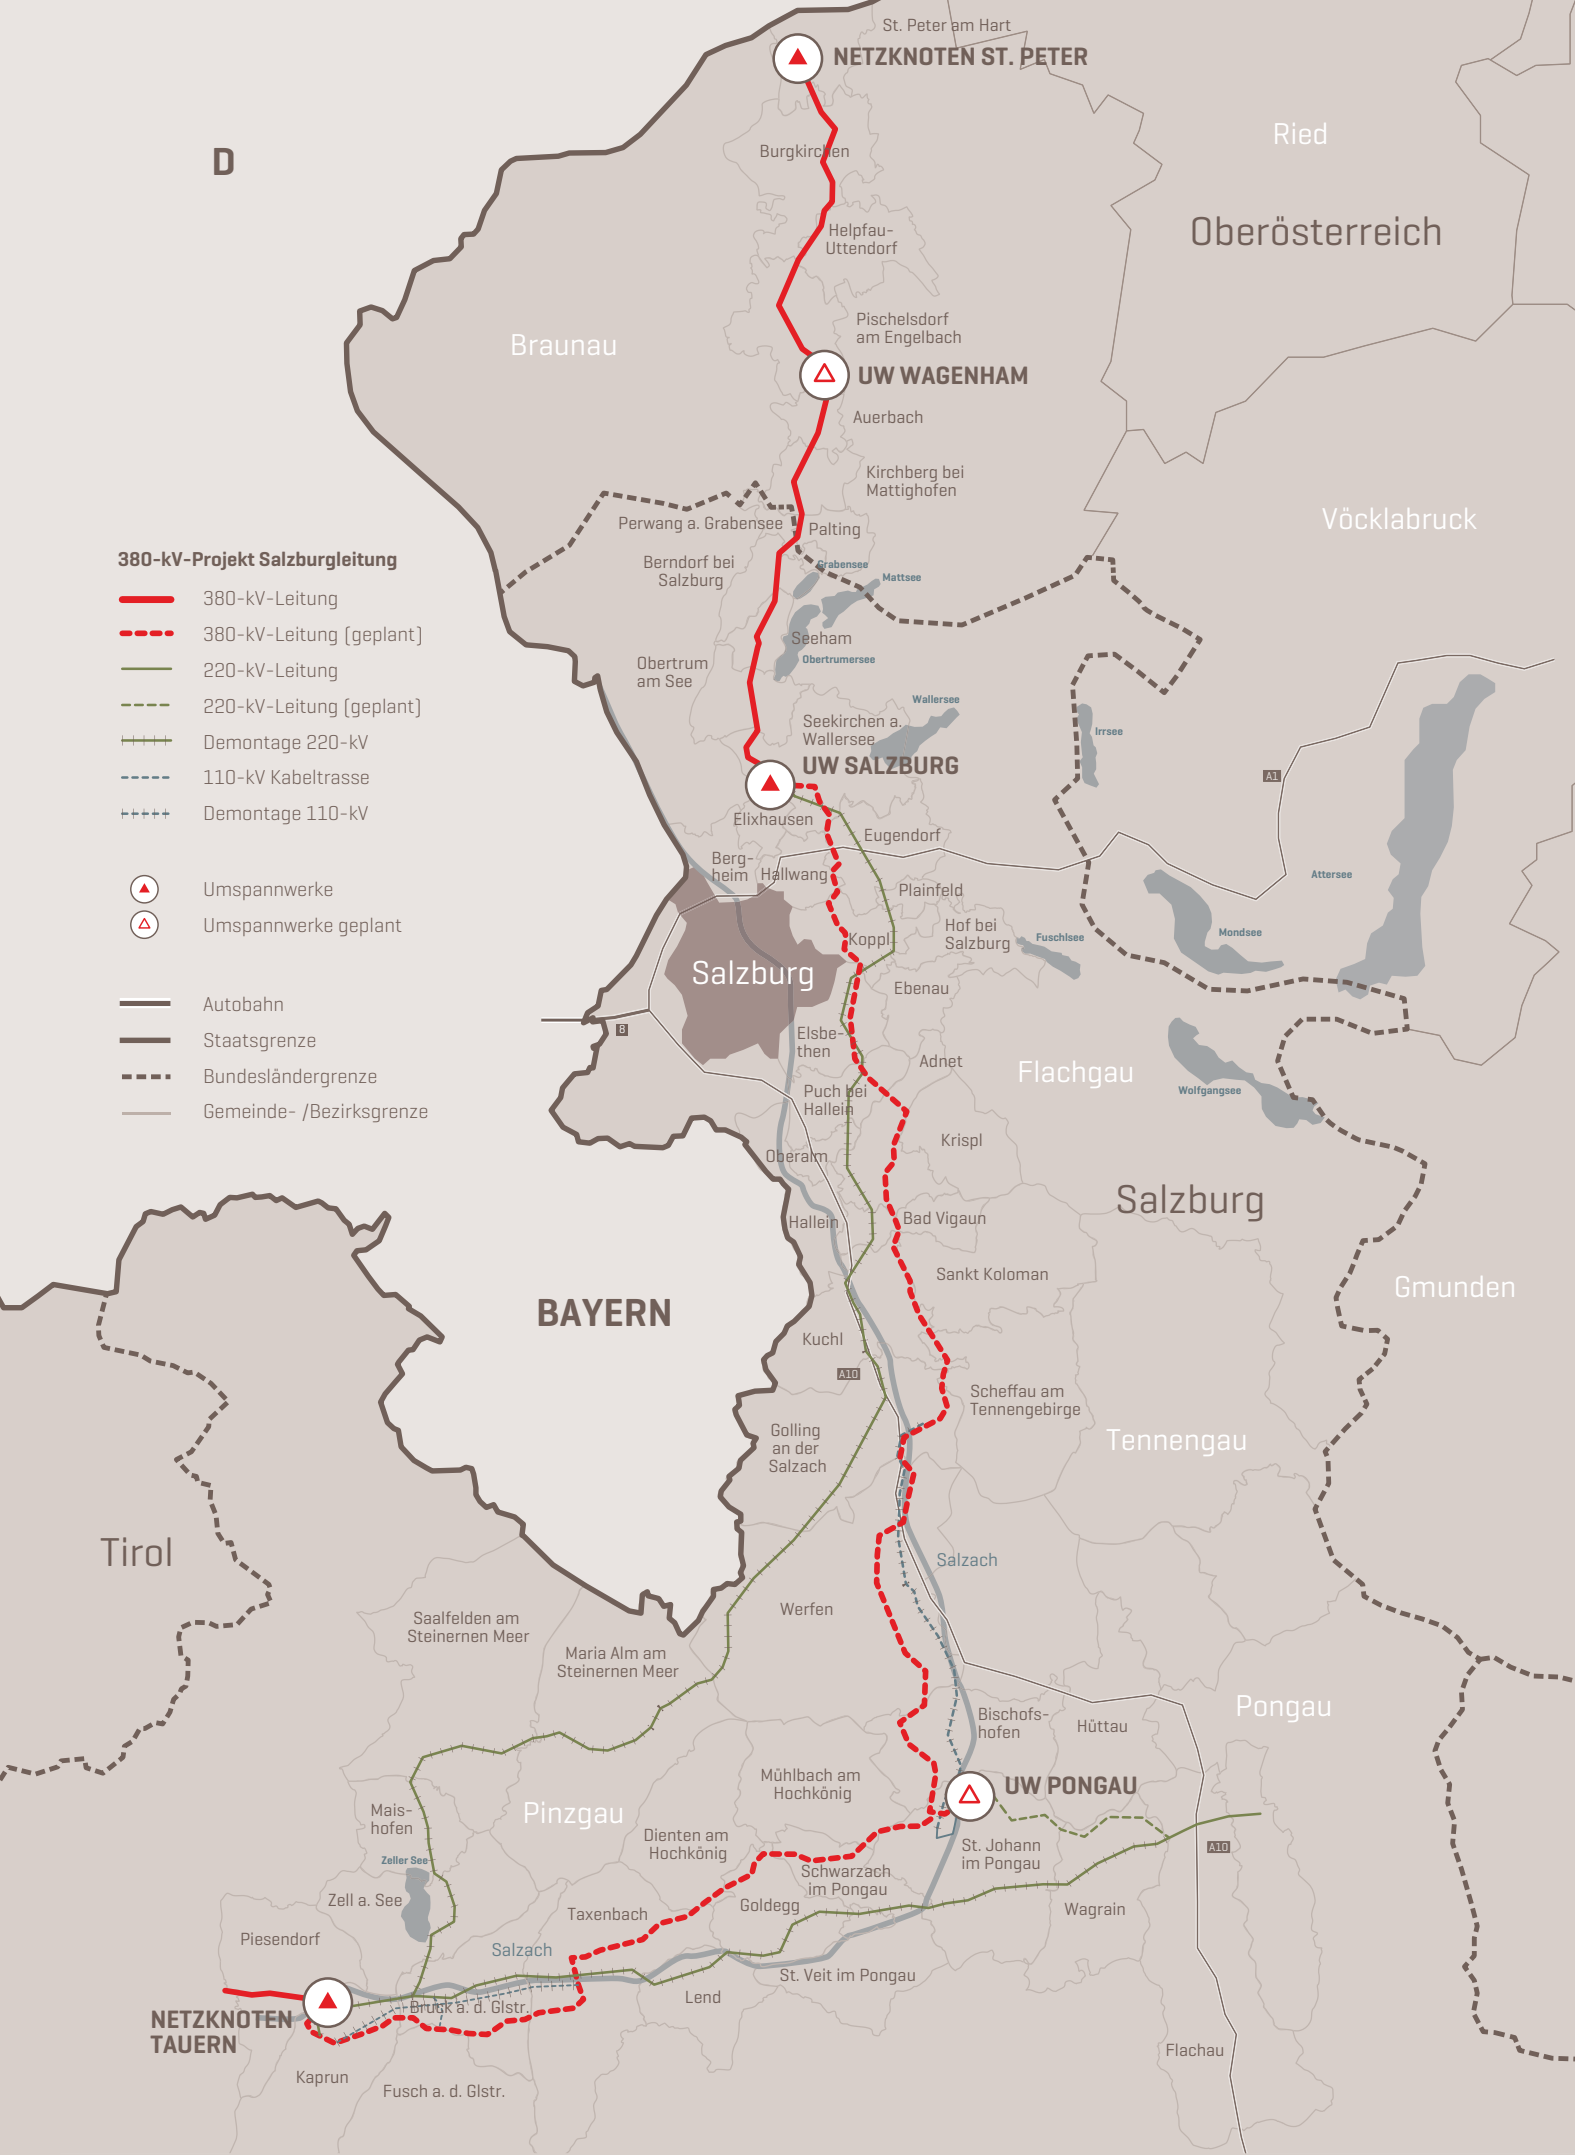 St. Peter am Hart
NETZKNOTEN ST. PETER
Ried
D
Burgkirchen
Oberösterreich
Helpfau-
Uttendorf
Pischelsdorf
am Engelbach
Braunau
UW WAGENHAM
Auerbach
Kirchberg bei
Mattighofen
Vöcklabruck
Perwang a. Grabensee
Palting
Berndorf bei
Salzburg
Grabensee
Mattsee
Seeham
Obertrumersee
Obertrum
am See
Wallersee
Seekirchen a.
Wallersee
Irrsee
UW SALZBURG
A1
Elixhausen
Eugendorf
Berg-
heim
Hallwang
Plainfeld
Attersee
Koppl
Hof bei
Salzburg
Fuschlsee
Mondsee
Salzburg
Ebenau
8
Elsbe-
then
Adnet
Flachgau
Wolfgangsee
Puch bei
Hallein
Krispl
Oberalm
Salzburg
Hallein
Bad Vigaun
Sankt Koloman
Gmunden
BAYERN
Kuchl
A10
Scheffau am
Tennengebirge
Golling
an der
Salzach
Tennengau
Tirol
Salzach
Werfen
Saalfelden am
Steinernen Meer
Maria Alm am
Steinernen Meer
Pongau
Bischofs-
hofen
Hüttau
Mühlbach am
Hochkönig
UW PONGAU
Mais-
hofen
Pinzgau
Dienten am
Hochkönig
St. Johann
im Pongau
A10
Zeller See
Schwarzach
im Pongau
Zell a. See
Goldegg
Wagrain
Taxenbach
Piesendorf
Salzach
St. Veit im Pongau
Lend
Bruck a. d. Glstr.
NETZKNOTEN
TAUERN
Flachau
Kaprun
Fusch a. d. Glstr.
380-kV-Projekt Salzburgleitung
380-kV-Leitung
380-kV-Leitung (geplant)
220-kV-Leitung
220-kV-Leitung (geplant)
Demontage 220-kV
110-kV Kabeltrasse
Demontage 110-kV
Umspannwerke
Umspannwerke geplant
Autobahn
Staatsgrenze
Bundesländergrenze
Gemeinde- /Bezirksgrenze